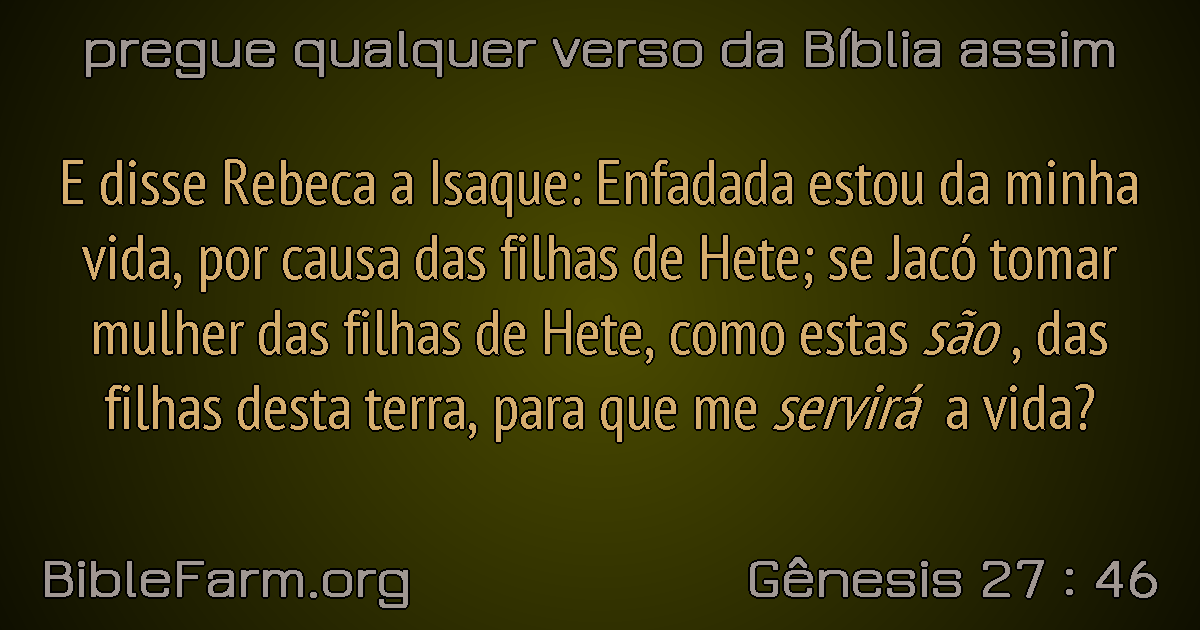 pregue qualquer verso da Bíblia assim
E disse Rebeca a Isaque: Enfadada estou da minha
vida, por causa das filhas de Hete; se Jacó tomar
mulher das filhas de Hete, como estas são , das
filhas desta terra, para que me servirá a vida?
BibleFarm.org
Gênesis 27 : 46